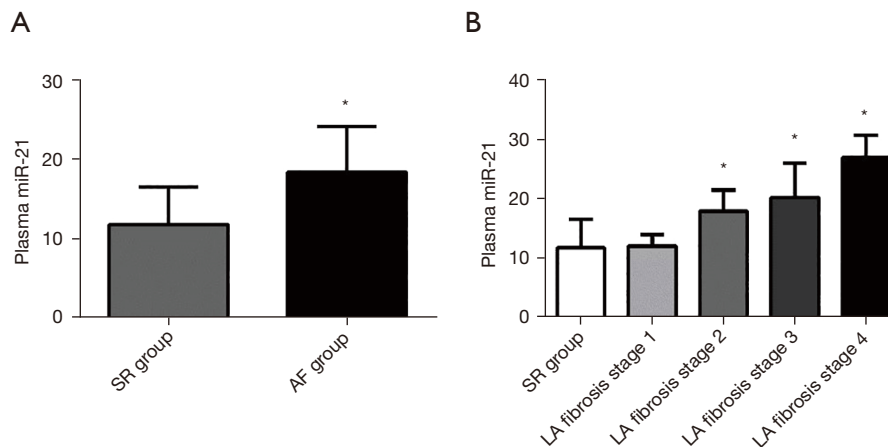 A
30
20
10
0
Plasma miR-21
*
SR group
AF group
B
40
30
20
10
0
Plasma miR-21
*
*
*
SR group
LA fibrosis stage 1
LA fibrosis stage 2
LA fibrosis stage 3
LA fibrosis stage 4